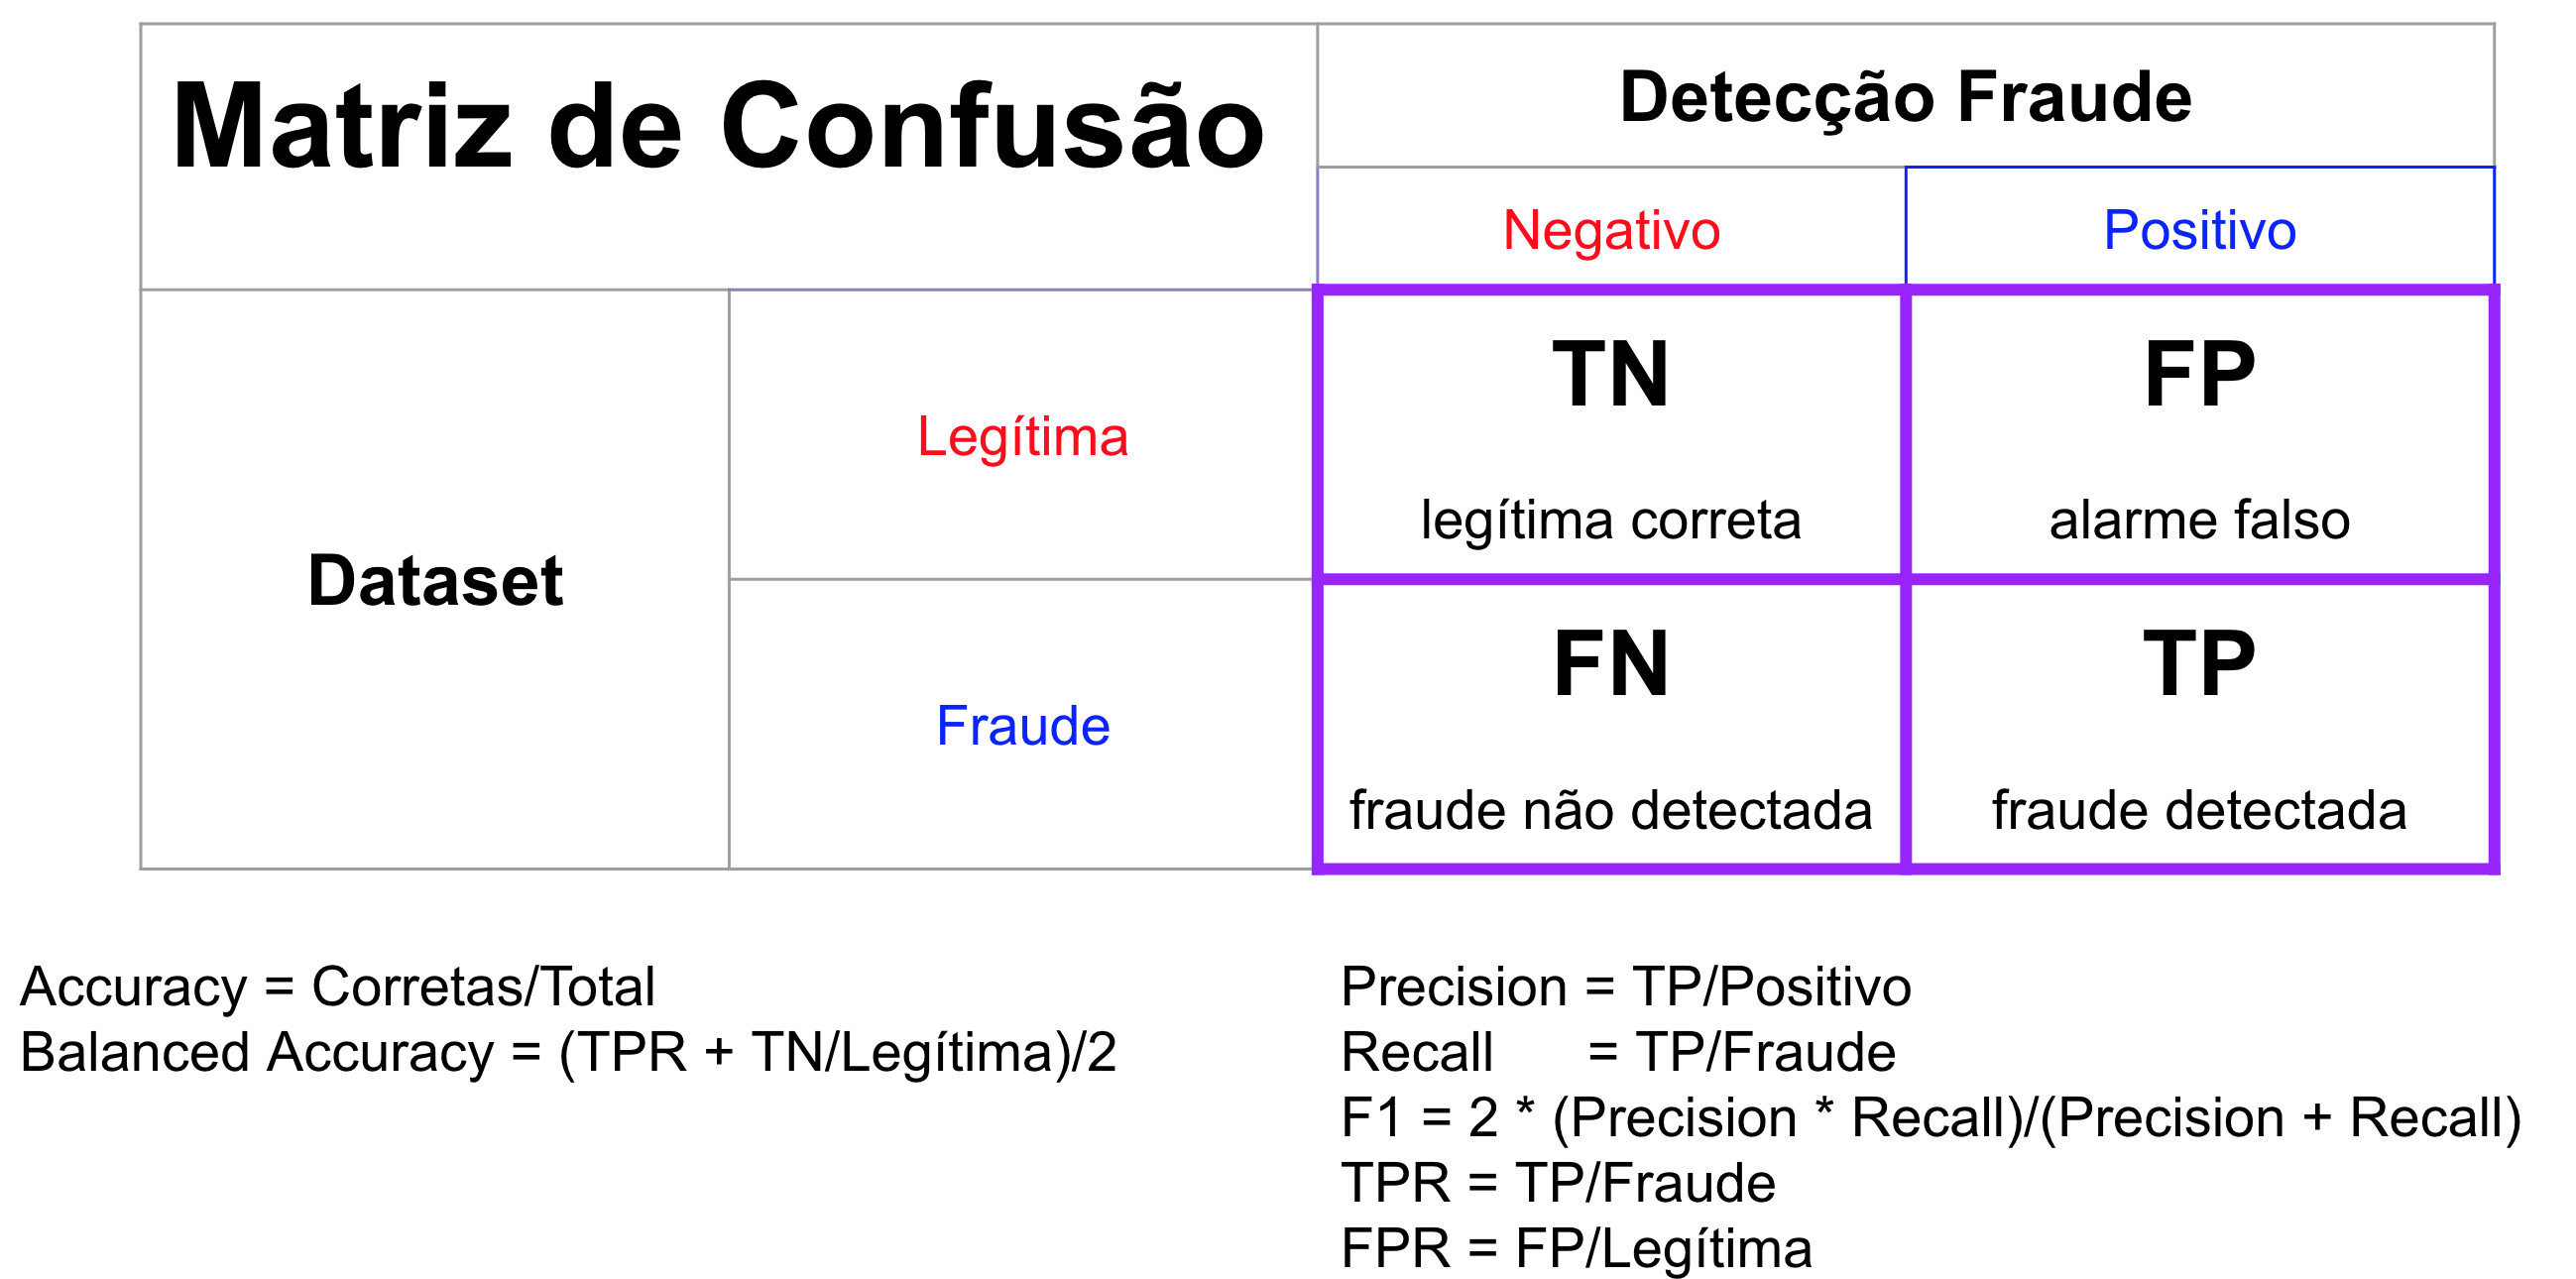 Matriz de Confusão
Detecção Fraude
Negativo
Positivo
Dataset
Legítima
TN
legítima correta
FP
alarme falso
Fraude
FN
fraude não detectada
TP
fraude detectada
Accuracy = Corretas/Total
Balanced Accuracy = (TPR + TN/Legítima)/2
Precision = TP/Positivo
Recall = TP/Fraude
F1 = 2 * (Precision * Recall)/(Precision + Recall)
TPR = TP/Fraude
FPR = FP/Legítima